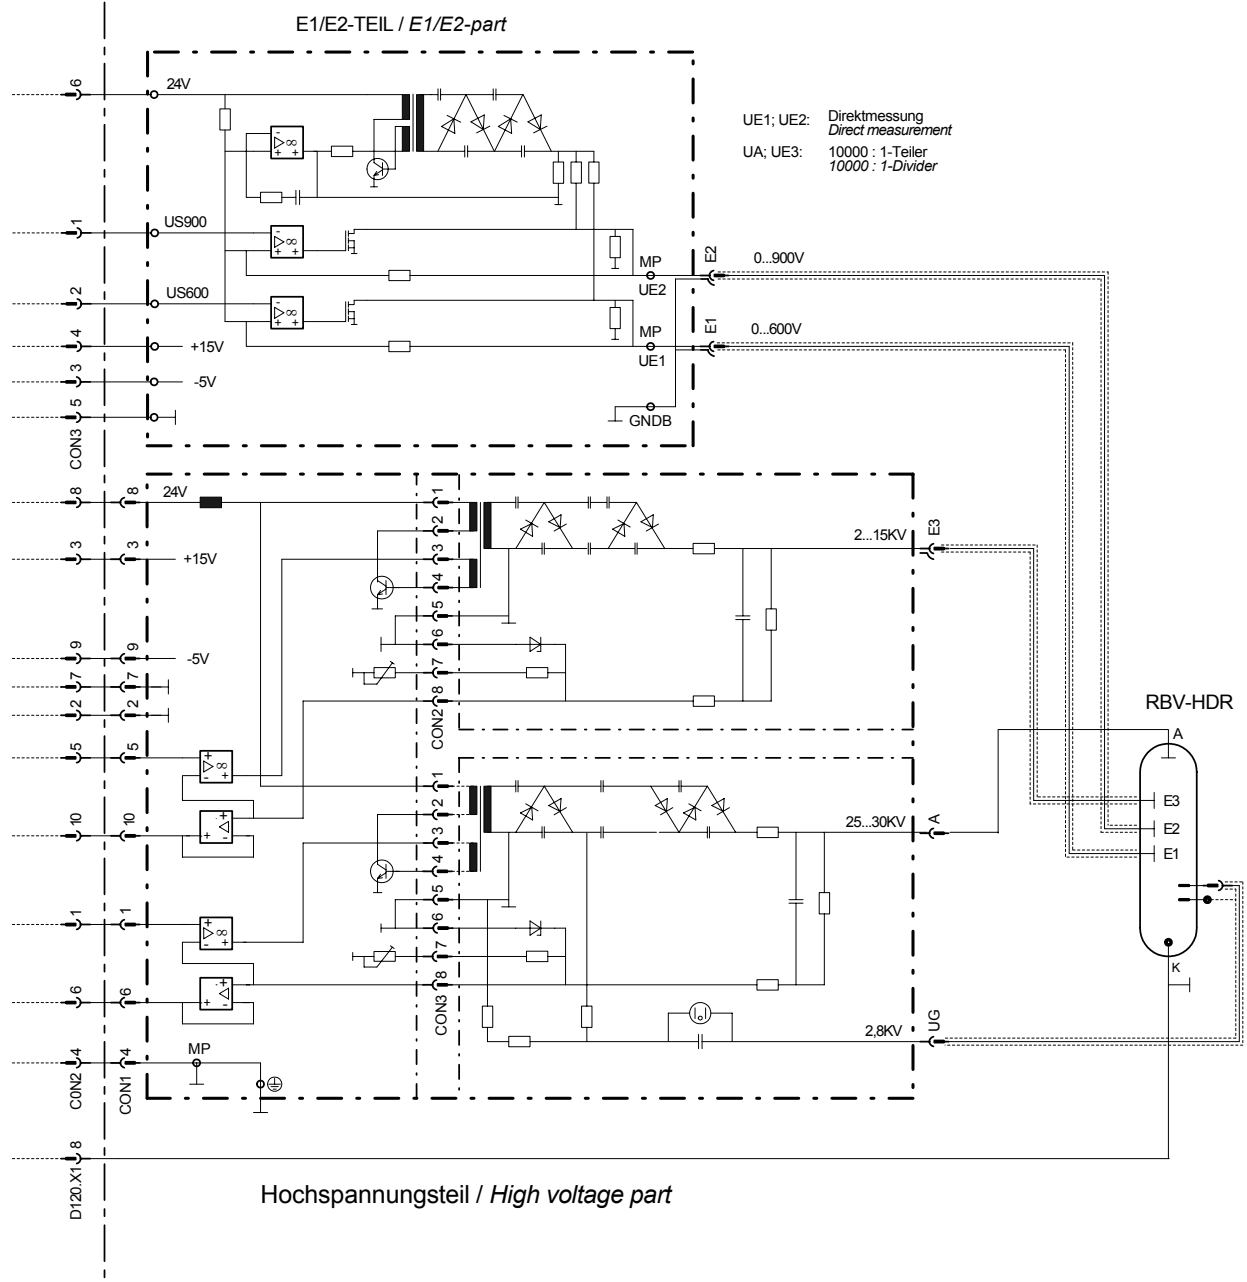 E1/E2-TEIL / E1/E2-part
6
24V
UE1; UE2: Direktmessung
Direct measurement
UA; UE3: 10000 : 1-Teiler
10000 : 1-Divider
-
+
▷∞
+
1
US900
-
+
▷∞
+
MP
UE2
E2
0...900V
2
US600
-
+
▷∞
+
MP
UE1
E1
0...600V
4
+15V
3
-5V
5
GNDB
CON3
8
8
24V
1
2
3
4
5
6
7
8
CON2
2...15KV
E3
3
3
+15V
9
9
-5V
7
7
2
2
RBV-HDR
A
5
5
+
-
▷∞
+
10
10
+
-
▷
1
2
3
4
5
6
7
8
CON3
25...30KV
A
E3
E2
E1
1
1
+
-
▷∞
+
6
6
+
-
▷
K
2,8KV
UG
4
4
MP
C0N2
CON1
8
D120.X1
Hochspannungsteil / High voltage part